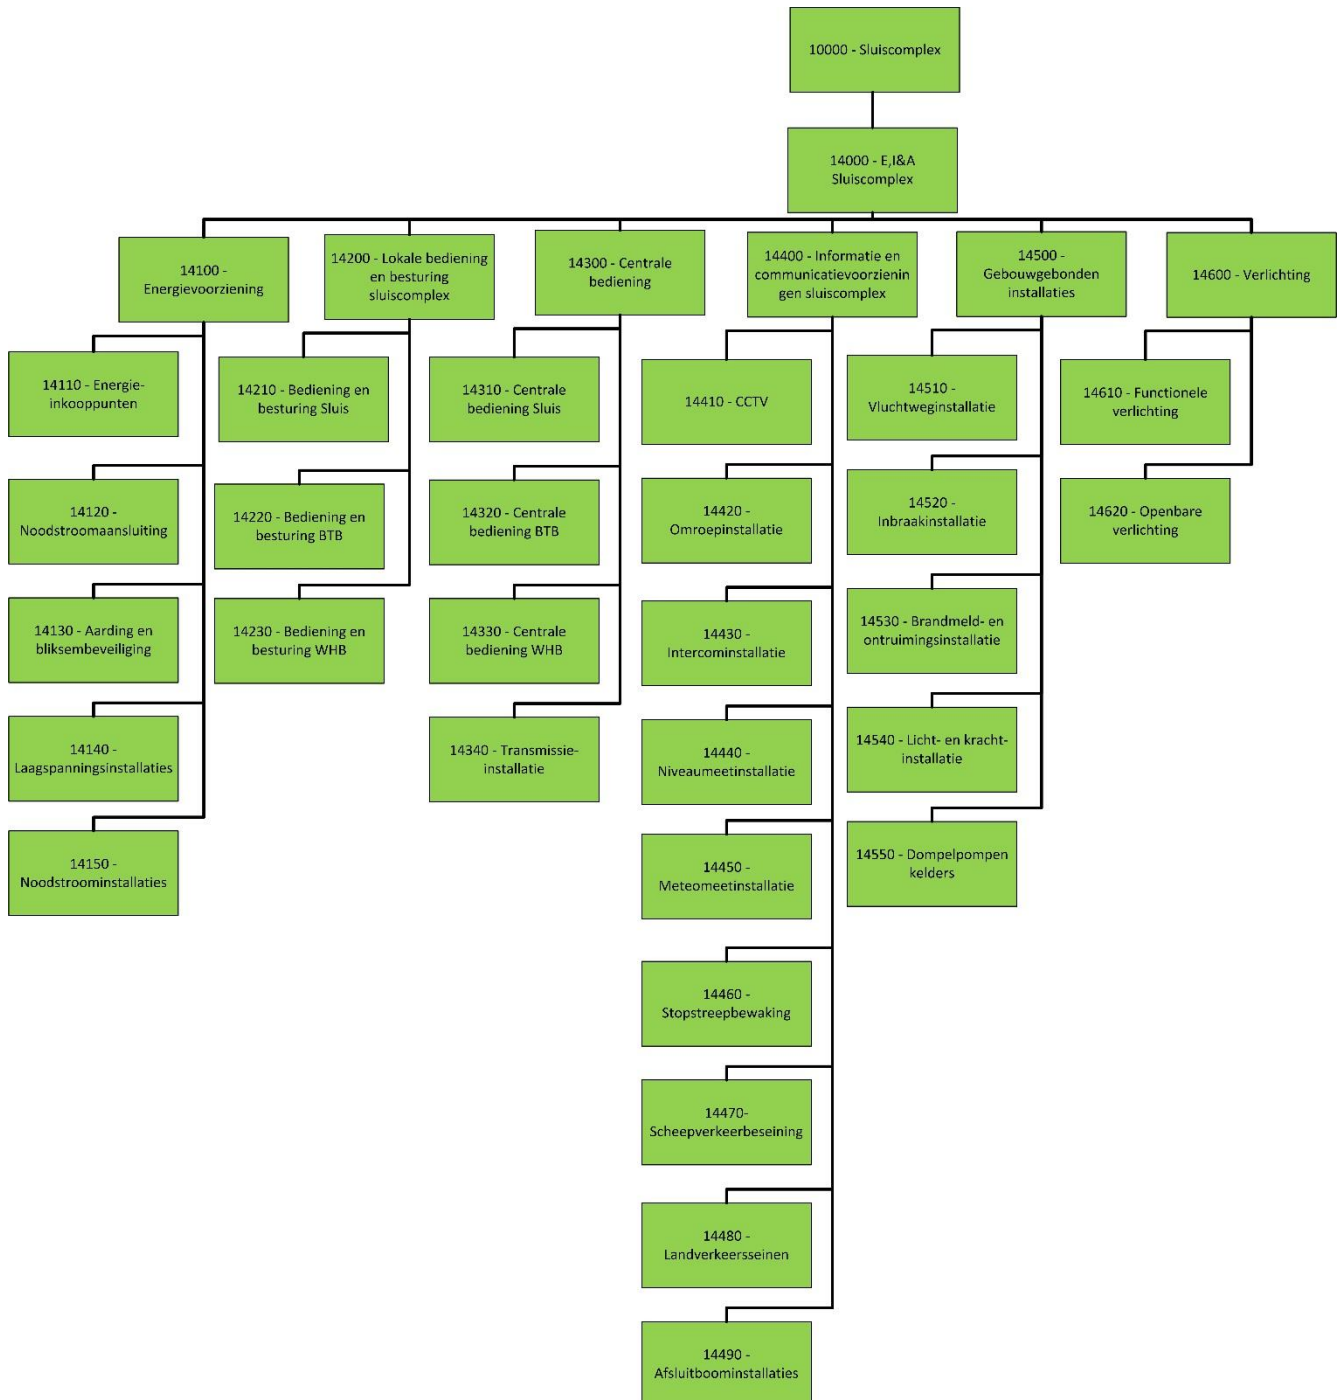 10000 - Sluiscomplex
14000 - E,I&A
Sluiscomplex
14100 -
Energievoorziening
14200 - Lokale bediening
en besturing
sluiscomplex
14300 - Centrale
bediening
14400 - Informatie en
communicatievoorzienin
gen sluiscomplex
14500 -
Gebouwgebonden
installaties
14600 - Verlichting
14110 - Energie-
inkooppunten
14120 -
Noodstroomaansluiting
14130 - Aarding en
bliksembeveiliging
14140 -
Laagspanningsinstallaties
14150 -
Noodstroominstallaties
14210 - Bediening en
besturing Sluis
14220 - Bediening en
besturing BTB
14230 - Bediening en
besturing WHB
14310 - Centrale
bediening Sluis
14320 - Centrale
bediening BTB
14330 - Centrale
bediening WHB
14340 - Transmissie-
installatie
14410 - CCTV
14420 -
Omroepinstallatie
14430 -
Intercominstallatie
14440 -
Niveaumeetinstallatie
14450 -
Meteomeetinstallatie
14460 -
Stopstreepbewaking
14470-
Scheepverkeerbeseining
14480 -
Landverkeersseinen
14490 -
Afsluitboominstallaties
14510 -
Vluchtweginstallatie
14520 -
Inbraakinstallatie
14530 - Brandmeld- en
ontruimingsinstallatie
14540 - Licht- en kracht-
installatie
14550 - Dompelpompen
kelders
14610 - Functionele
verlichting
14620 - Openbare
verlichting